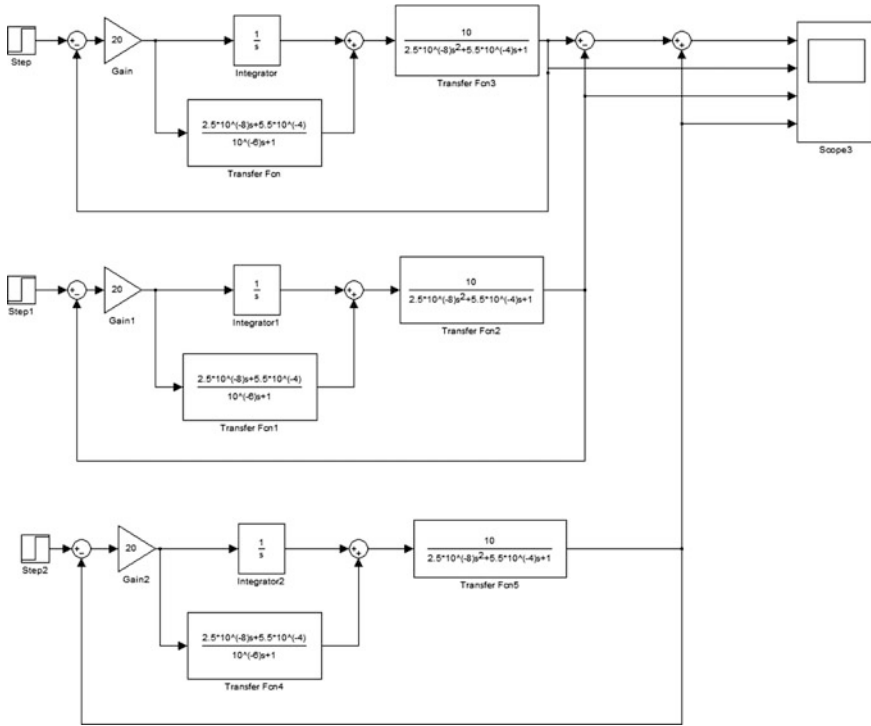 Step
20
Gain
1
s
Integrator
+
−
+
+
10
2.5*10^(-8)s²+5.5*10^(-4)s+1
Transfer Fcn3
+
−
+
+
2.5*10^(-8)s+5.5*10^(-4)
10^(-6)s+1
Transfer Fcn
Scope3
Step1
+
−
20
Gain1
1
s
Integrator1
+
+
10
2.5*10^(-8)s²+5.5*10^(-4)s+1
Transfer Fcn2
2.5*10^(-8)s+5.5*10^(-4)
10^(-6)s+1
Transfer Fcn1
Step2
+
−
20
Gain2
1
s
Integrator2
+
+
10
2.5*10^(-8)s²+5.5*10^(-4)s+1
Transfer Fcn5
2.5*10^(-8)s+5.5*10^(-4)
10^(-6)s+1
Transfer Fcn4